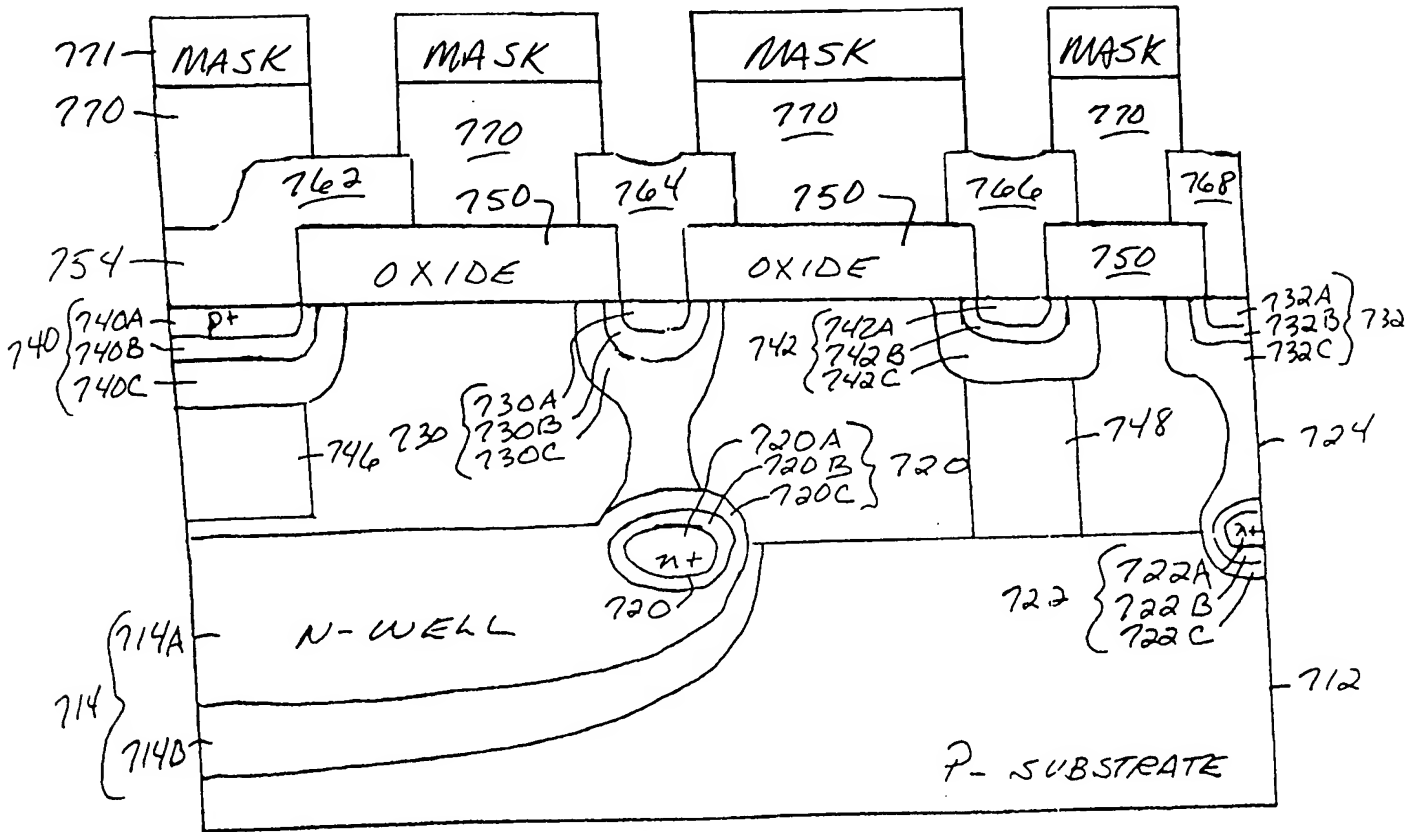 771 MASK MASK MASK MASK
770 770 770 770
762 764 766 768
750 750
754 OXIDE OXIDE 750
740 740A P+ 742 742A 732A 732
740B 742B 732B
740C 742C 732C
730 730A
730B
730C
746 748 724
720A 720
720B
720C
n+ n+
720
722 722A
722B
722C
714 714A N-WELL
714B
712
P- SUBSTRATE